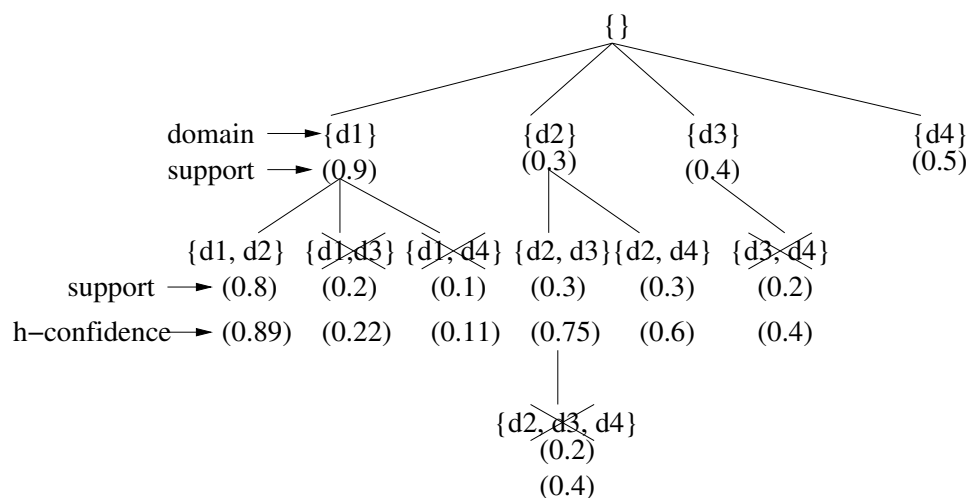 {}
domain {d1} {d2} {d3} {d4}
support (0.9) (0.3) (0.4) (0.5)
{d1, d2} {d1,d3} {d1, d4} {d2, d3} {d2, d4} {d3, d4}
support (0.8) (0.2) (0.1) (0.3) (0.3) (0.2)
h−confidence (0.89) (0.22) (0.11) (0.75) (0.6) (0.4)
{d2, d3, d4}
(0.2)
(0.4)